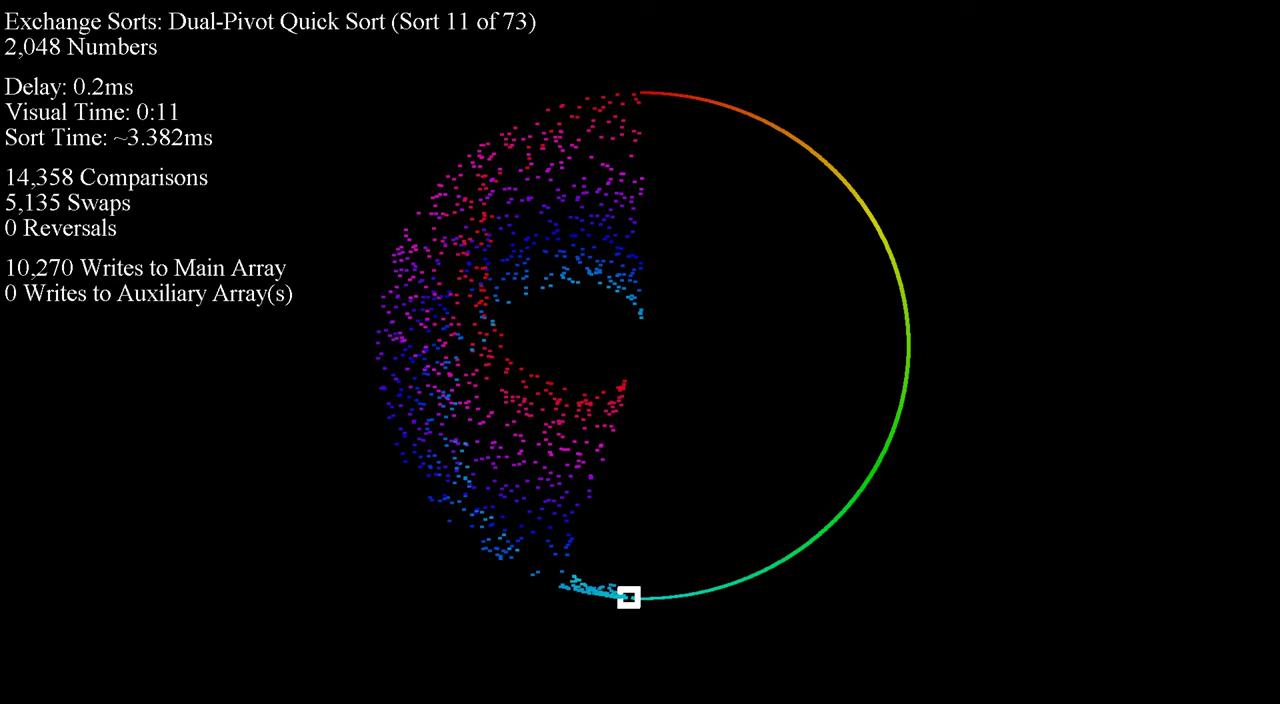 Exchange Sorts: Dual-Pivot Quick Sort (Sort 11 of 73)
2,048 Numbers
Delay: 0.2ms
Visual Time: 0:11
Sort Time: ~3.382ms
14,358 Comparisons
5,135 Swaps
0 Reversals
10,270 Writes to Main Array
0 Writes to Auxiliary Array(s)